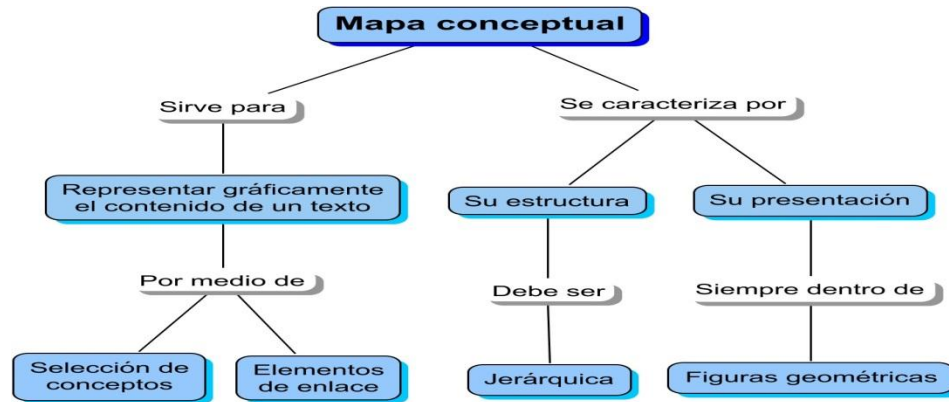 Mapa conceptual
Sirve para
Se caracteriza por
Representar gráficamente
el contenido de un texto
Su estructura
Su presentación
Por medio de
Debe ser
Siempre dentro de
Selección de
conceptos
Elementos
de enlace
Jerárquica
Figuras geométricas